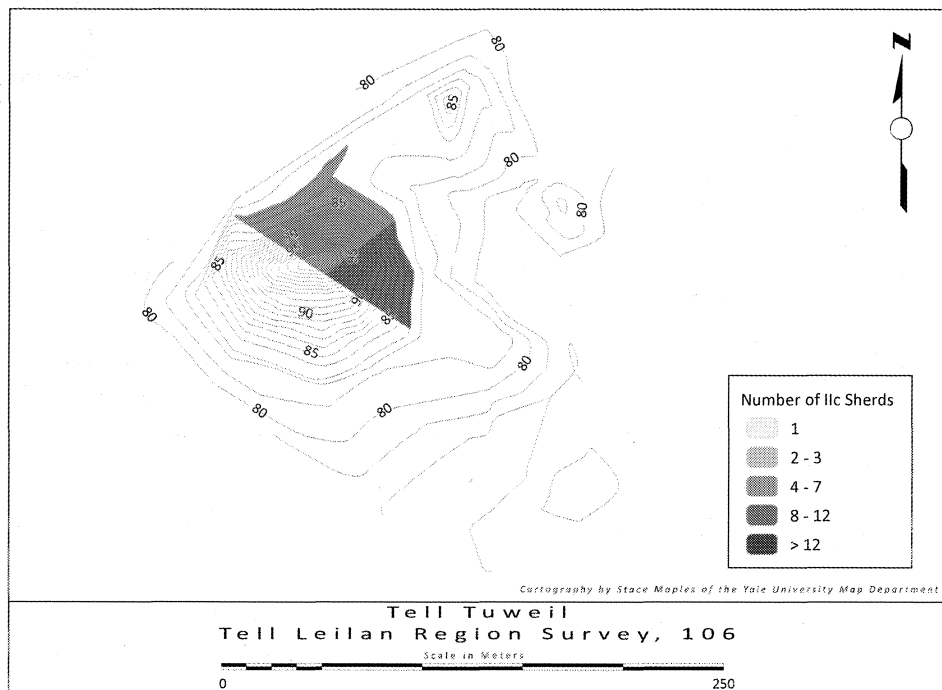 80
80
85
80
80
85
85
80
90
85
85
80
80
80
N
Number of IIc Sherds
1
2 - 3
4 - 7
8 - 12
> 12
Cartography by Stace Maples of the Yale University Map Department
Tell Tuweil
Tell Leilan Region Survey, 106
Scale in Meters
0 250